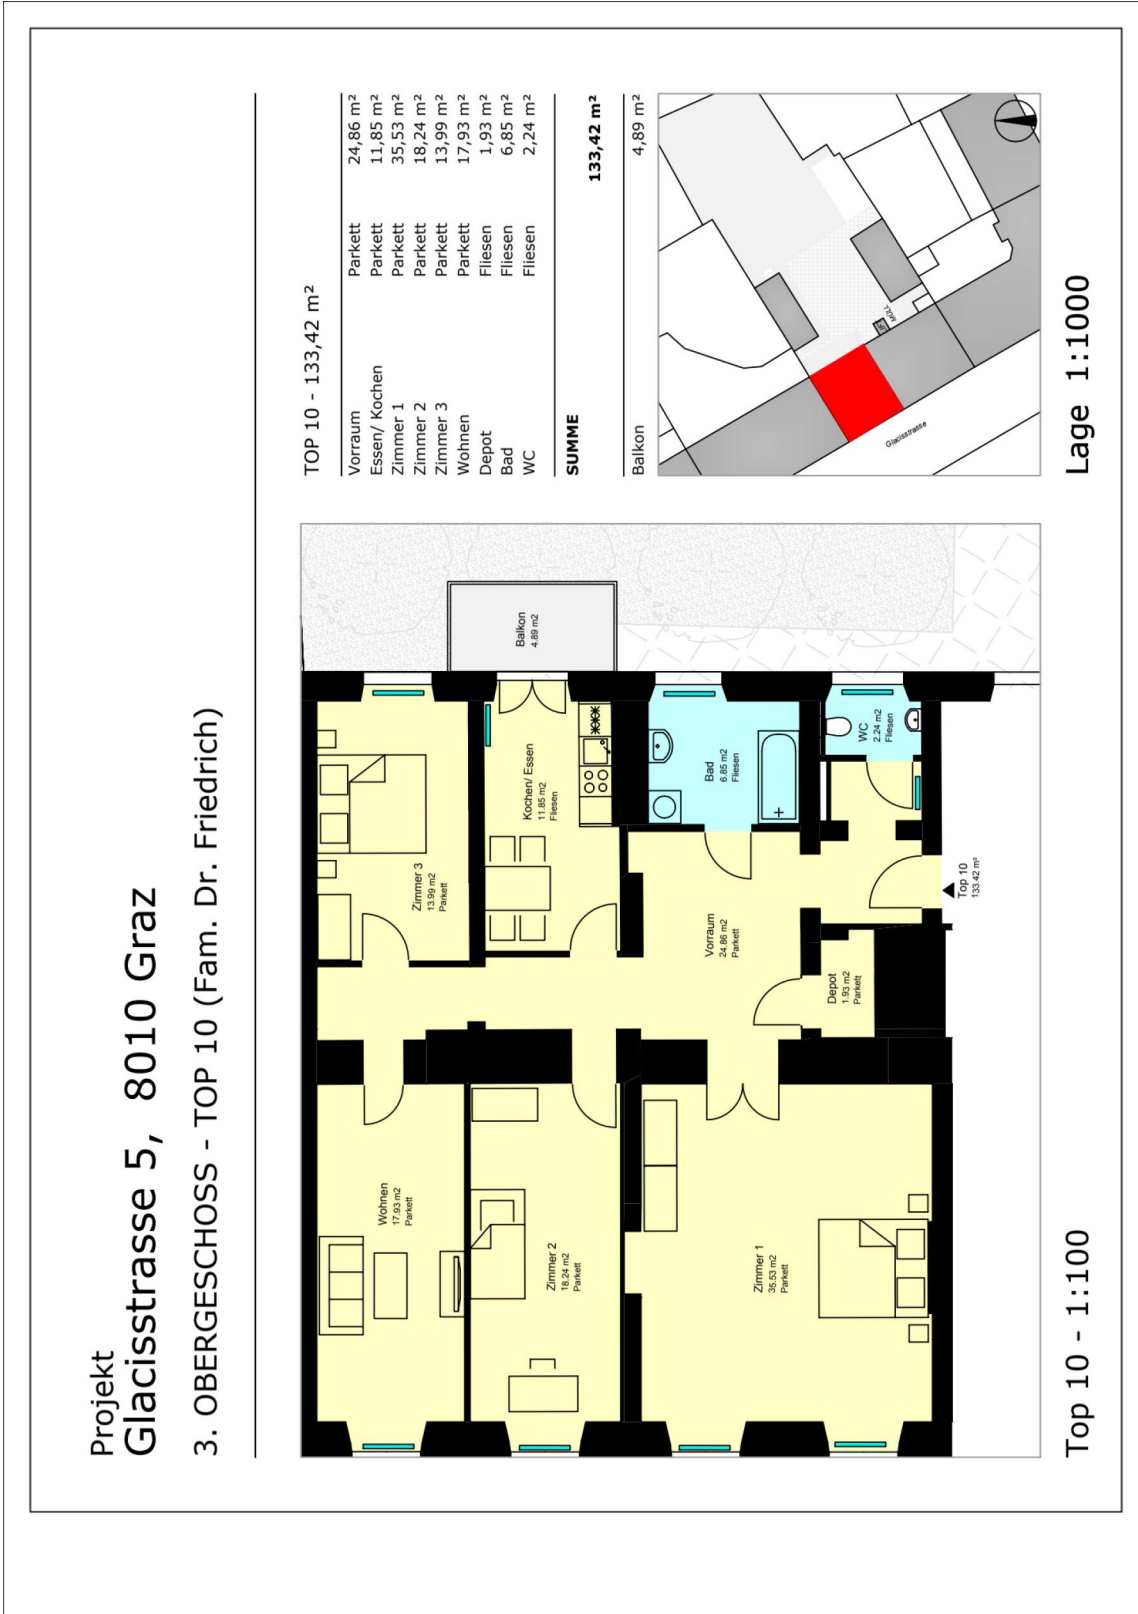 Projekt
Glacisstrasse 5, 8010 Graz
3. OBERGESCHOSS - TOP 10 (Fam. Dr. Friedrich)
Zimmer 3
13.99 m2
Parkett
Balkon
4.89 m2
Kochen/ Essen
11.85 m2
Fliesen
Wohnen
17.93 m2
Parkett
Zimmer 2
18.24 m2
Parkett
Bad
6.85 m2
Fliesen
Vorraum
24.86 m2
Parkett
WC
2.24 m2
Fliesen
Depot
1.93 m2
Parkett
Zimmer 1
35.53 m2
Parkett
Top 10
133.42 m²
Top 10 - 1:100
TOP 10 - 133,42 m²
Vorraum Parkett 24,86 m²
Essen/ Kochen Parkett 11,85 m²
Zimmer 1 Parkett 35,53 m²
Zimmer 2 Parkett 18,24 m²
Zimmer 3 Parkett 13,99 m²
Wohnen Parkett 17,93 m²
Depot Fliesen 1,93 m²
Bad Fliesen 6,85 m²
WC Fliesen 2,24 m²
SUMME
133,42 m²
Balkon 4,89 m²
MÜLL
Glacisstrasse
Lage 1:1000